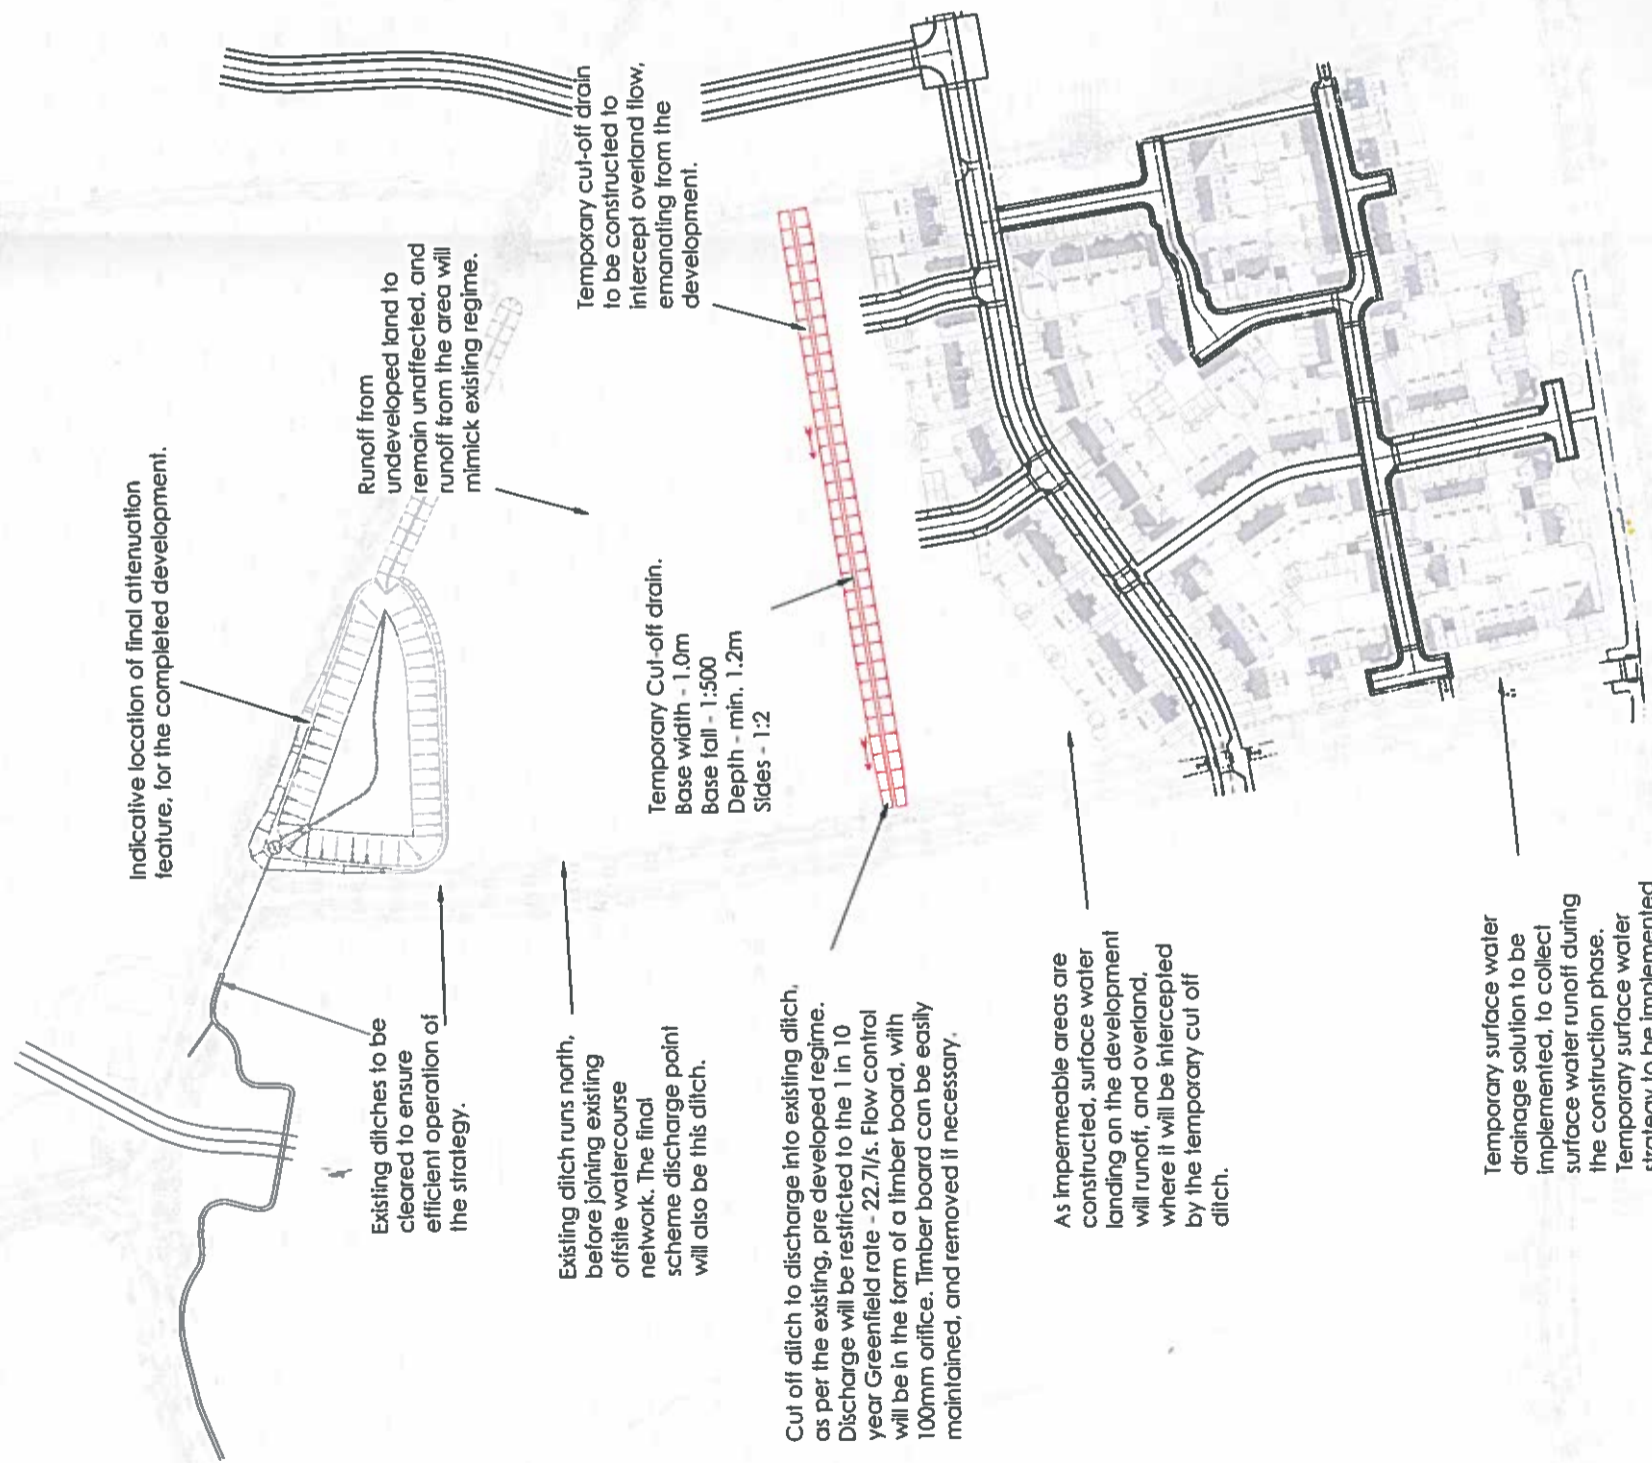 Indicative location of final attenuation
feature, for the completed development.
Runoff from
undeveloped land to
remain unaffected, and
runoff from the area will
mimick existing regime.
Temporary cut-off drain
to be constructed to
intercept overland flow,
emanating from the
development.
Existing ditches to be
cleared to ensure
efficient operation of
the strategy.
Existing ditch runs north,
before joining existing
offsite watercourse
network. The final
scheme discharge point
will also be this ditch.
Temporary Cut-off drain.
Base width - 1.0m
Base fall - 1:500
Depth - min. 1.2m
Sides - 1:2
Cut off ditch to discharge into existing ditch,
as per the existing, pre developed regime.
Discharge will be restricted to the 1 in 10
year Greenfield rate - 22.7l/s. Flow control
will be in the form of a timber board, with
100mm orifice. Timber board can be easily
maintained, and removed if necessary.
As impermeable areas are
constructed, surface water
landing on the development
will runoff, and overland,
where it will be intercepted
by the temporary cut off
ditch.
Temporary surface water
drainage solution to be
implemented, to collect
surface water runoff during
the construction phase.
Temporary surface water
strategy to be implemented